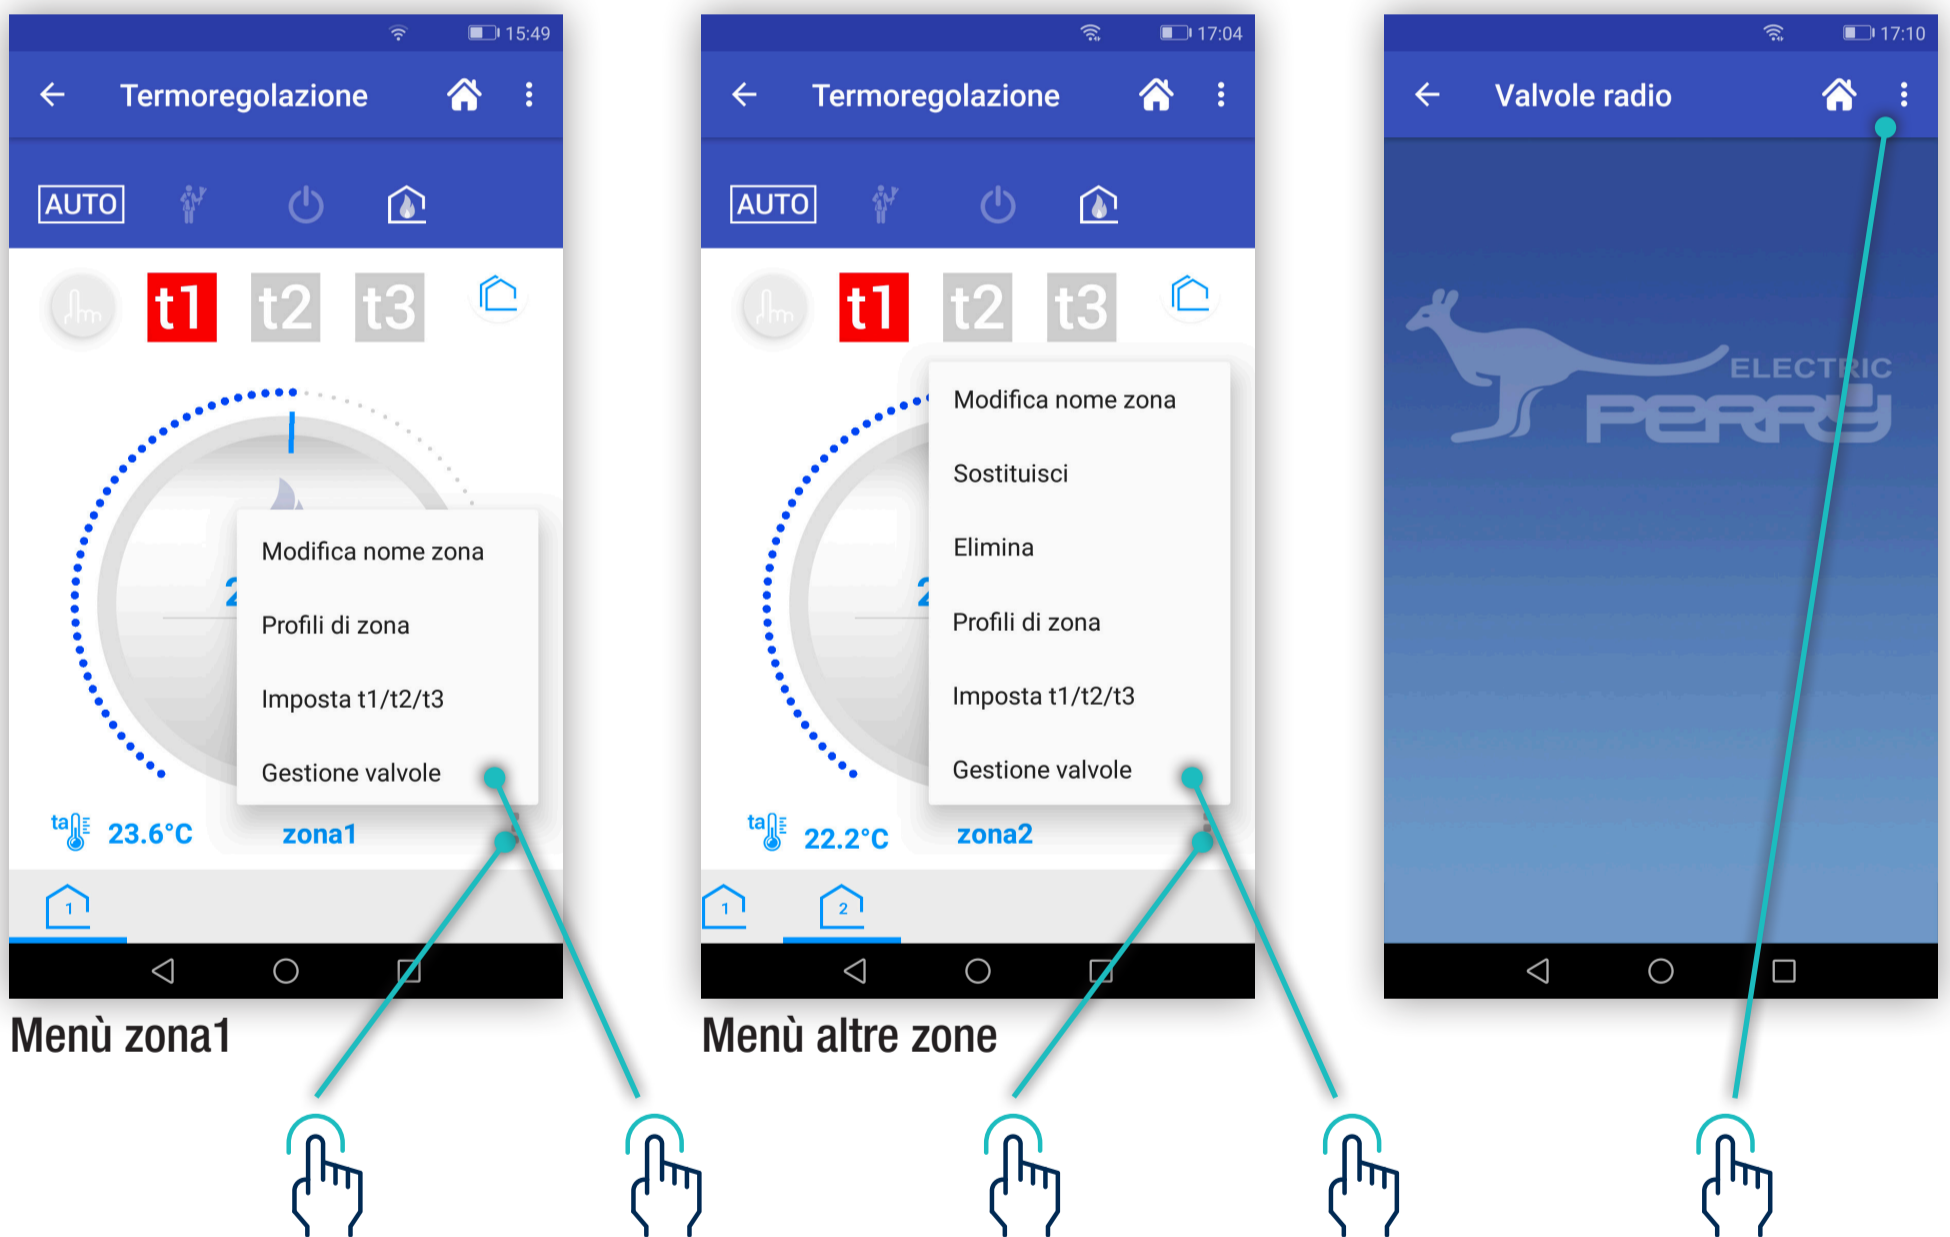 15:49
Termoregolazione
AUTO
t1 t2 t3
Modifica nome zona
Profili di zona
Imposta t1/t2/t3
Gestione valvole
ta 23.6°C zona1
1
Menù zona1
17:04
Termoregolazione
AUTO
t1 t2 t3
Modifica nome zona
Sostituisci
Elimina
Profili di zona
Imposta t1/t2/t3
Gestione valvole
ta 22.2°C zona2
1 2
Menù altre zone
17:10
Valvole radio
ELECTRIC
PERRY